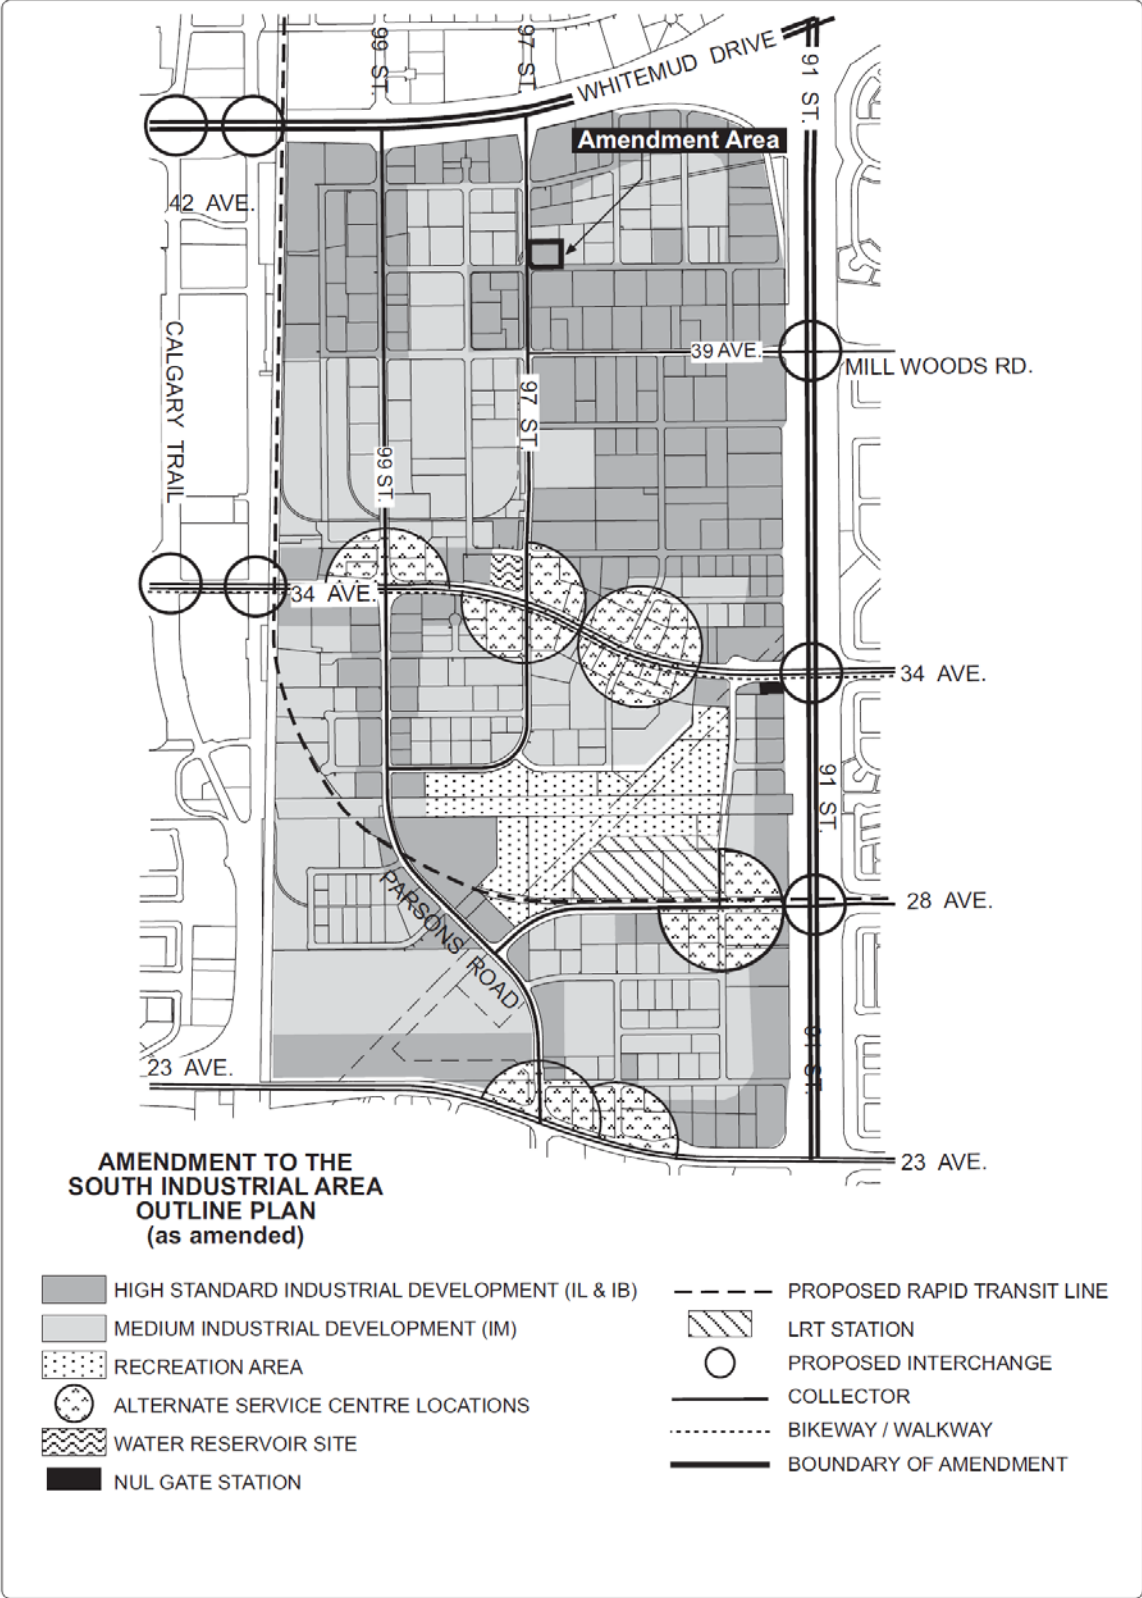 99 ST.
97 ST.
WHITEMUD DRIVE
91 ST.
Amendment Area
42 AVE.
CALGARY TRAIL
39 AVE.
MILL WOODS RD.
97 ST.
99 ST.
34 AVE.
34 AVE.
91 ST.
PARSONS ROAD
28 AVE.
91 ST.
23 AVE.
23 AVE.
AMENDMENT TO THE
SOUTH INDUSTRIAL AREA
OUTLINE PLAN
(as amended)
HIGH STANDARD INDUSTRIAL DEVELOPMENT (IL & IB)
MEDIUM INDUSTRIAL DEVELOPMENT (IM)
RECREATION AREA
ALTERNATE SERVICE CENTRE LOCATIONS
WATER RESERVOIR SITE
NUL GATE STATION
PROPOSED RAPID TRANSIT LINE
LRT STATION
PROPOSED INTERCHANGE
COLLECTOR
BIKEWAY / WALKWAY
BOUNDARY OF AMENDMENT